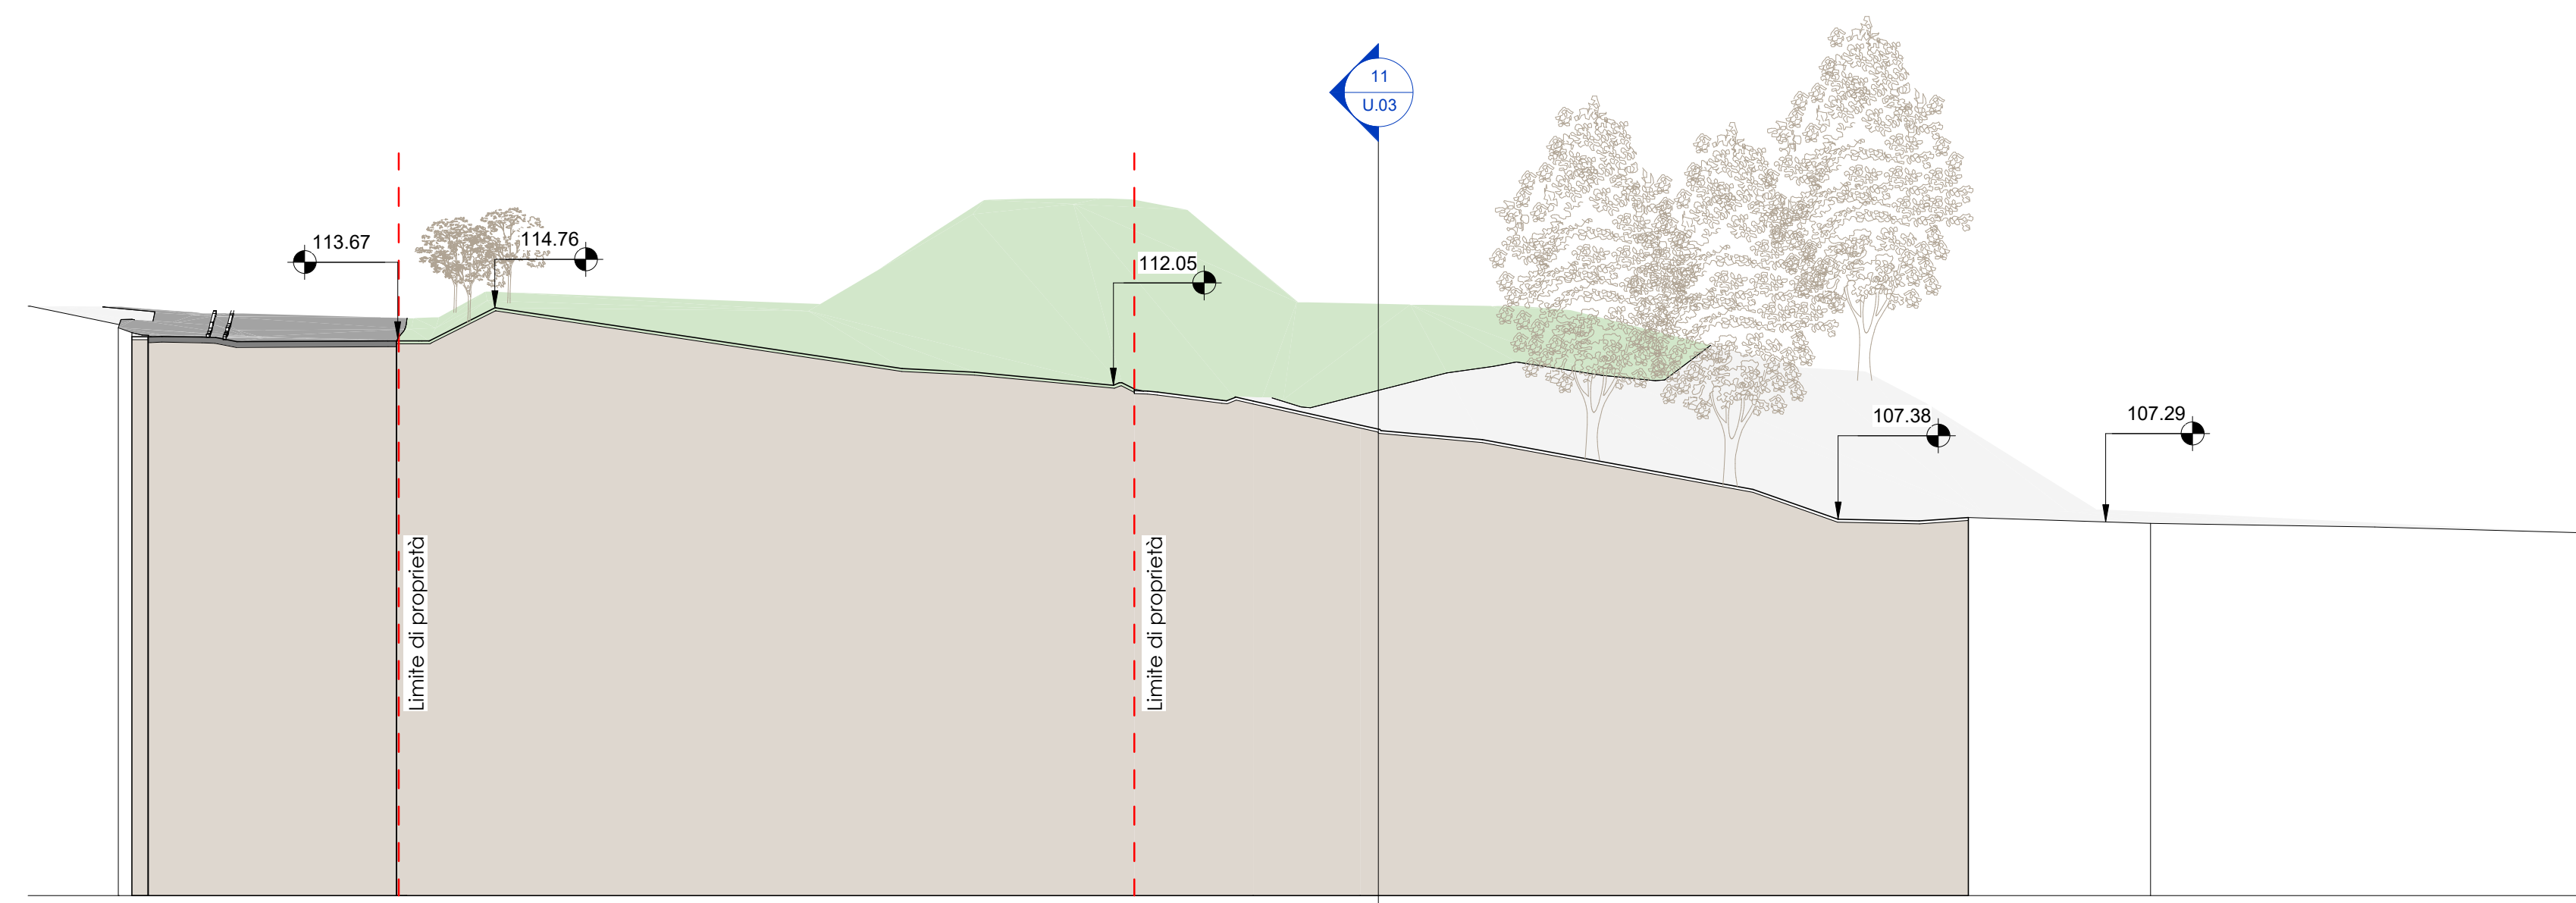 11
U.03
113.67
114.76
112.05
107.38
107.29
Limite di proprietà
Limite di proprietà